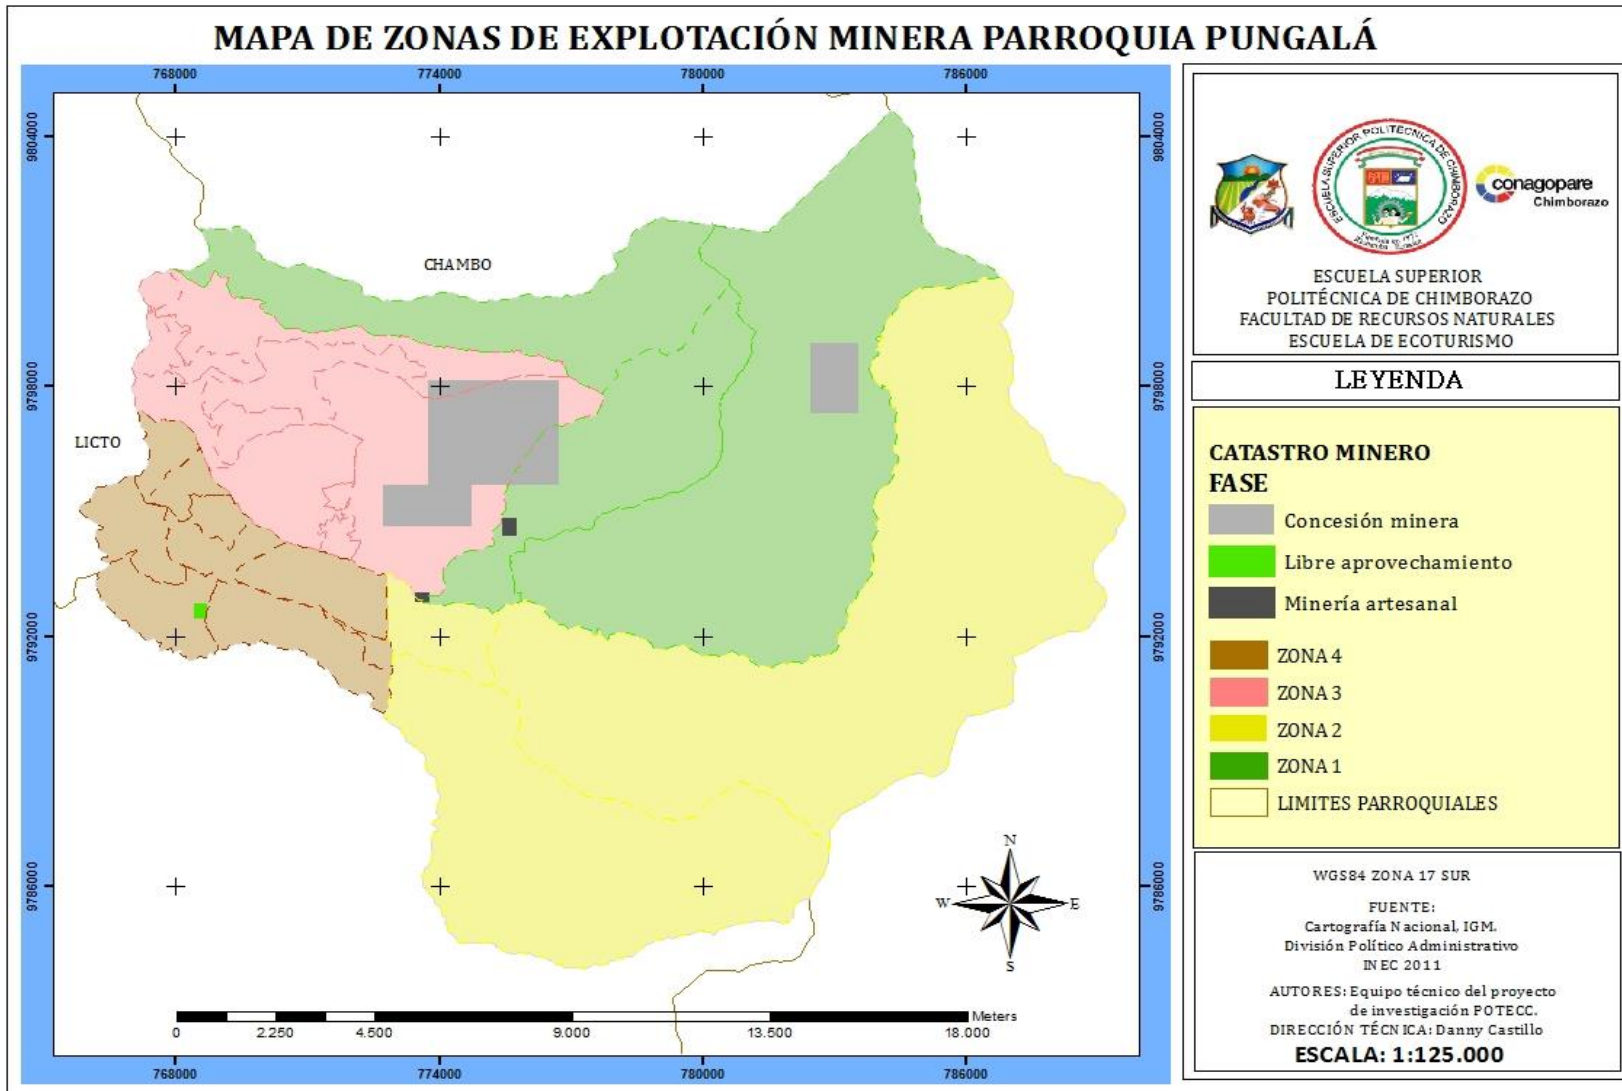 MAPA DE ZONAS DE EXPLOTACIÓN MINERA PARROQUIA PUNGALÁ
768000
774000
780000
786000
9804000
9798000
9792000
9786000
9804000
9798000
9792000
9786000
CHAMBO
LICTO
N
W
E
S
0
2.250
4.500
9.000
13.500
18.000
Meters
768000
774000
780000
786000
ESCUELA SUPERIOR POLITECNICA DE CHIMBORAZO
conagopare
Chimborazo
ESCUELA SUPERIOR
POLITÉCNICA DE CHIMBORAZO
FACULTAD DE RECURSOS NATURALES
ESCUELA DE ECOTURISMO
LEYENDA
CATASTRO MINERO
FASE
Concesión minera
Libre aprovechamiento
Minería artesanal
ZONA 4
ZONA 3
ZONA 2
ZONA 1
LIMITES PARROQUIALES
WGS84 ZONA 17 SUR
FUENTE:
Cartografía Nacional, IGM.
División Político Administrativo
INEC 2011
AUTORES: Equipo técnico del proyecto
de investigación POTECC.
DIRECCIÓN TÉCNICA: Danny Castillo
ESCALA: 1:125.000